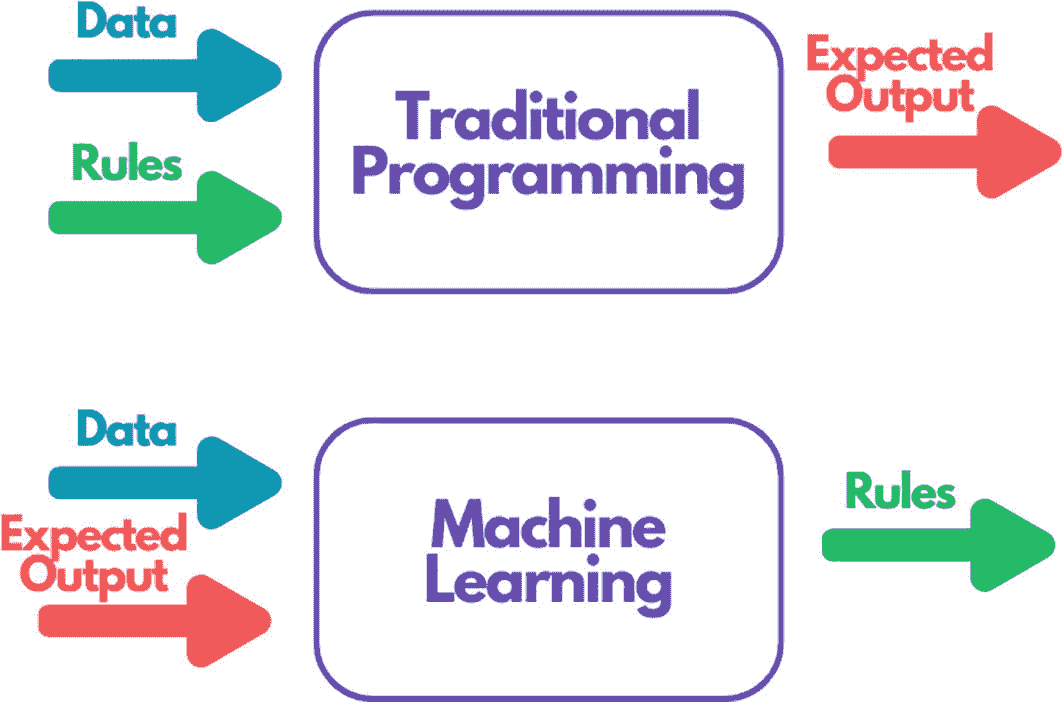 Data
Rules
Traditional
Programming
Expected
Output
Data
Expected
Output
Machine
Learning
Rules